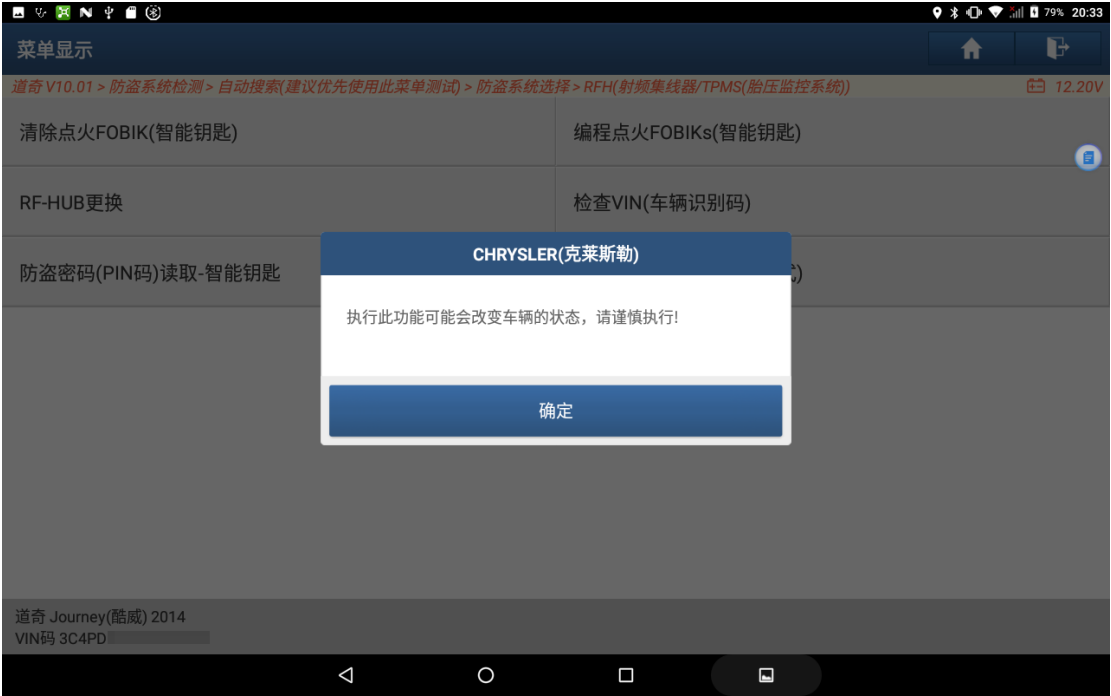 79% 20:33
菜单显示
道奇 V10.01 > 防盗系统检测 > 自动搜索(建议优先使用此菜单测试) > 防盗系统选择 > RFH(射频集线器/TPMS(胎压监控系统)) 12.20V
清除点火FOBIK(智能钥匙) 编程点火FOBIKs(智能钥匙)
RF-HUB更换 检查VIN(车辆识别码)
防盗密码(PIN码)读取-智能钥匙
CHRYSLER(克莱斯勒)
执行此功能可能会改变车辆的状态，请谨慎执行!
确定
道奇 Journey(酷威) 2014
VIN码 3C4PD